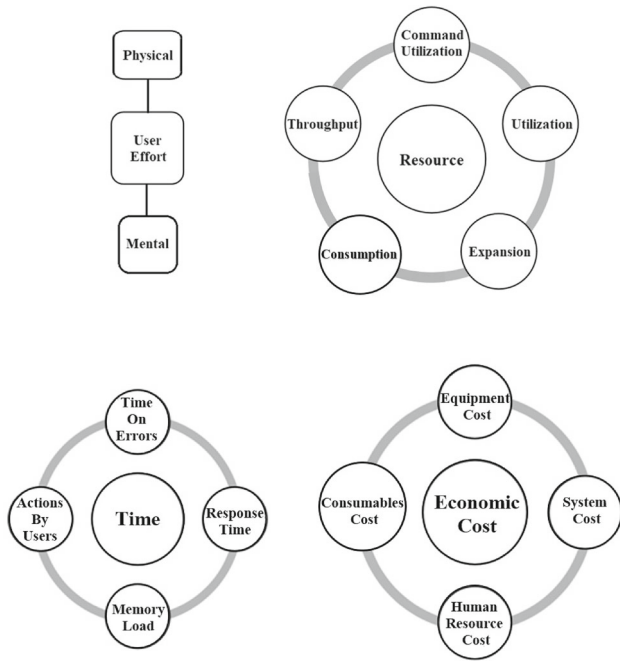 Physical
User
Effort
Mental
Command
Utilization
Throughput
Utilization
Resource
Consumption
Expansion
Time
On
Errors
Actions
By
Users
Time
Response
Time
Memory
Load
Equipment
Cost
Consumables
Cost
Economic
Cost
System
Cost
Human
Resource
Cost